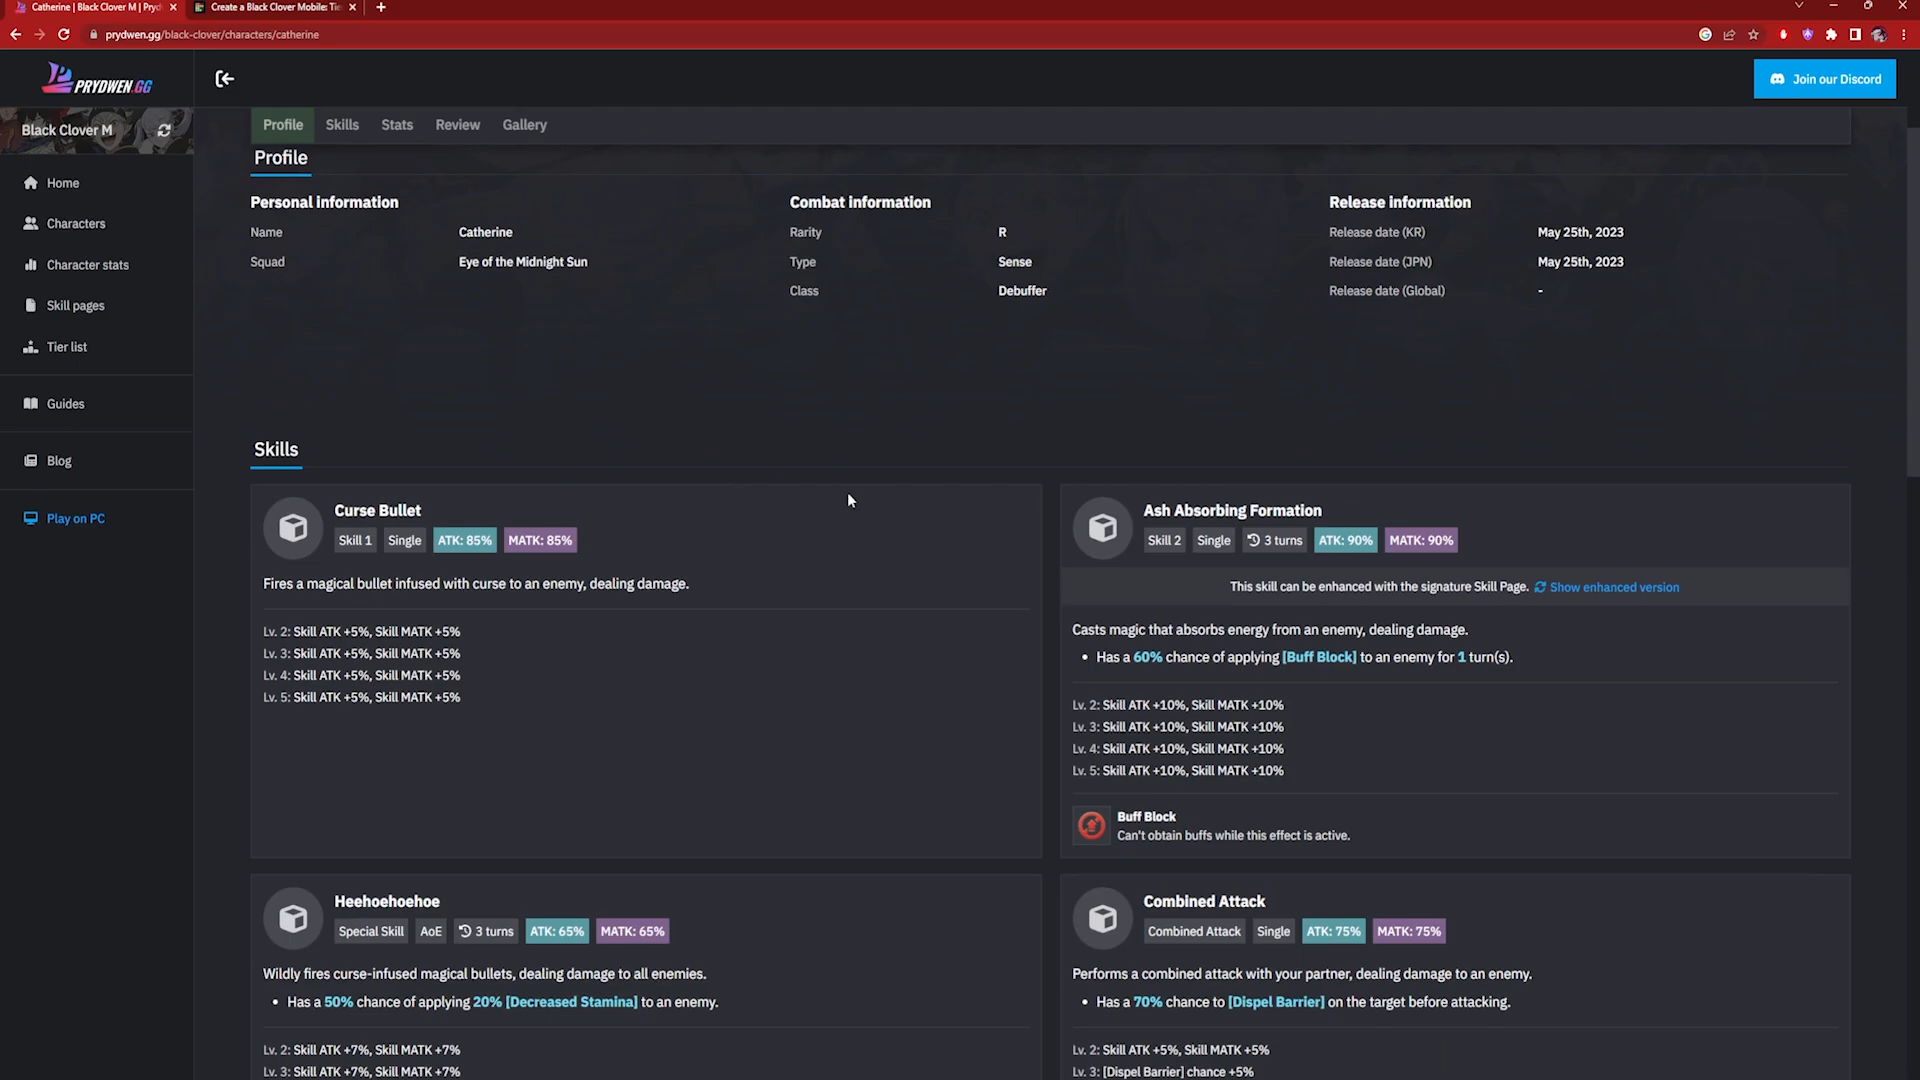 Catherine | Black Clover M | Pryd
Create a Black Clover Mobile: Tie
prydwen.gg/black-clover/characters/catherine
PRYDWEN.GG
Join our Discord
Black Clover M
Home
Characters
Character stats
Skill pages
Tier list
Guides
Blog
Play on PC
Profile Skills Stats Review Gallery
Profile
Personal information
Name Catherine
Squad Eye of the Midnight Sun
Combat information
Rarity R
Type Sense
Class Debuffer
Release information
Release date (KR) May 25th, 2023
Release date (JPN) May 25th, 2023
Release date (Global) -
Skills
Curse Bullet
Skill 1 Single ATK: 85% MATK: 85%
Fires a magical bullet infused with curse to an enemy, dealing damage.
Lv. 2: Skill ATK +5%, Skill MATK +5%
Lv. 3: Skill ATK +5%, Skill MATK +5%
Lv. 4: Skill ATK +5%, Skill MATK +5%
Lv. 5: Skill ATK +5%, Skill MATK +5%
Ash Absorbing Formation
Skill 2 Single 3 turns ATK: 90% MATK: 90%
This skill can be enhanced with the signature Skill Page. Show enhanced version
Casts magic that absorbs energy from an enemy, dealing damage.
• Has a 60% chance of applying [Buff Block] to an enemy for 1 turn(s).
Lv. 2: Skill ATK +10%, Skill MATK +10%
Lv. 3: Skill ATK +10%, Skill MATK +10%
Lv. 4: Skill ATK +10%, Skill MATK +10%
Lv. 5: Skill ATK +10%, Skill MATK +10%
Buff Block
Can't obtain buffs while this effect is active.
Heehoehoehoe
Special Skill AoE 3 turns ATK: 65% MATK: 65%
Wildly fires curse-infused magical bullets, dealing damage to all enemies.
• Has a 50% chance of applying 20% [Decreased Stamina] to an enemy.
Lv. 2: Skill ATK +7%, Skill MATK +7%
Lv. 3: Skill ATK +7%, Skill MATK +7%
Combined Attack
Combined Attack Single ATK: 75% MATK: 75%
Performs a combined attack with your partner, dealing damage to an enemy.
• Has a 70% chance to [Dispel Barrier] on the target before attacking.
Lv. 2: Skill ATK +5%, Skill MATK +5%
Lv. 3: [Dispel Barrier] chance +5%